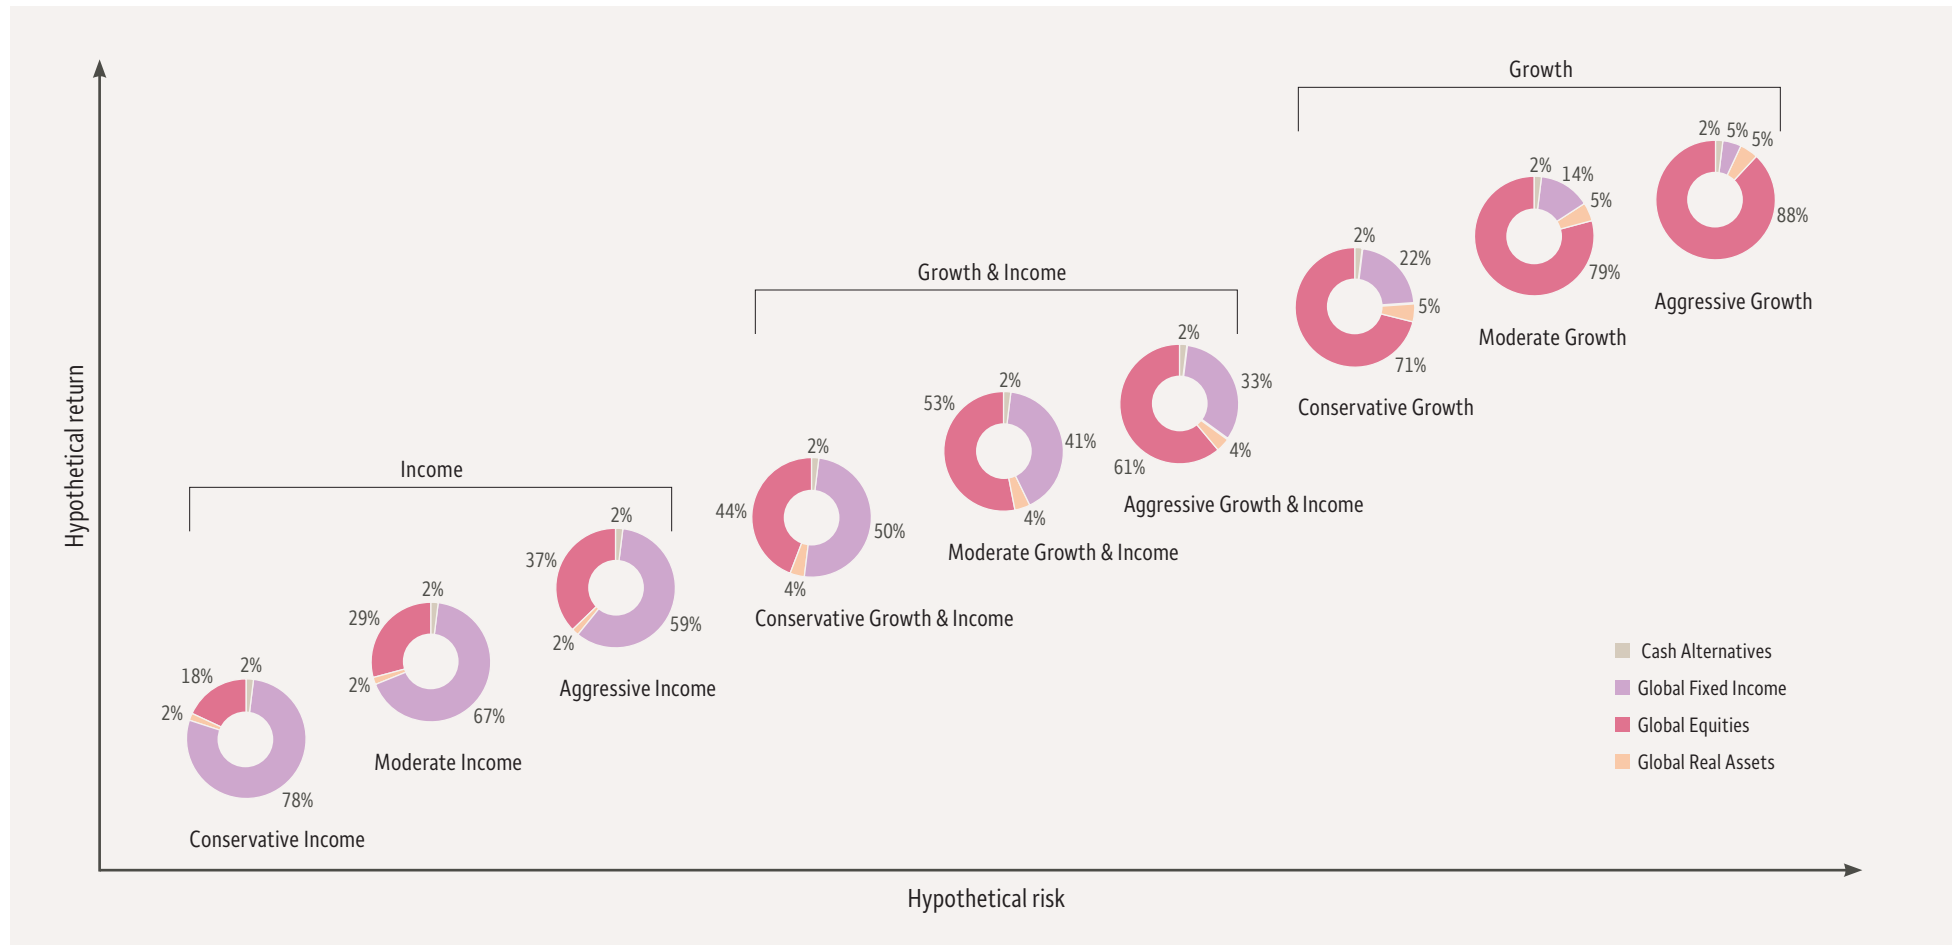 Growth
2% 5% 5%
88%
Aggressive Growth
2%
14%
5%
79%
Moderate Growth
2%
22%
5%
71%
Conservative Growth
Growth & Income
2%
33%
4%
61%
Aggressive Growth & Income
2%
53%
41%
4%
Moderate Growth & Income
2%
44%
50%
4%
Conservative Growth & Income
Income
2%
37%
59%
2%
Aggressive Income
2%
29%
2%
67%
Moderate Income
18%
2%
2%
78%
Conservative Income
Hypothetical return
Hypothetical risk
Cash Alternatives
Global Fixed Income
Global Equities
Global Real Assets